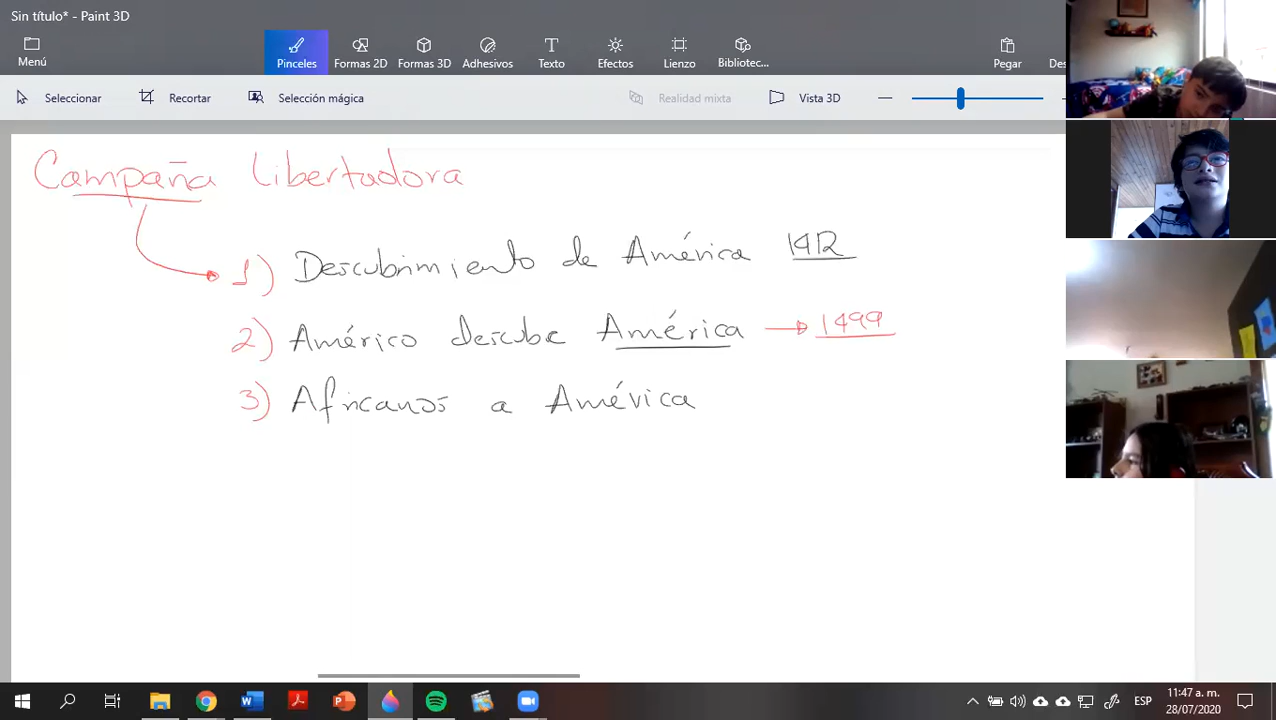 Sin título* - Paint 3D
Menú
Pinceles
Formas 2D
Formas 3D
Adhesivos
Texto
Efectos
Lienzo
Bibliotec...
Pegar
Des
Seleccionar
Recortar
Selección mágica
Realidad mixta
Vista 3D
Campaña Libertadora
1) Descubrimiento de América 1492
2) Américo descube América → 1499
3) Africanos a América
ESP
11:47 a. m.
28/07/2020